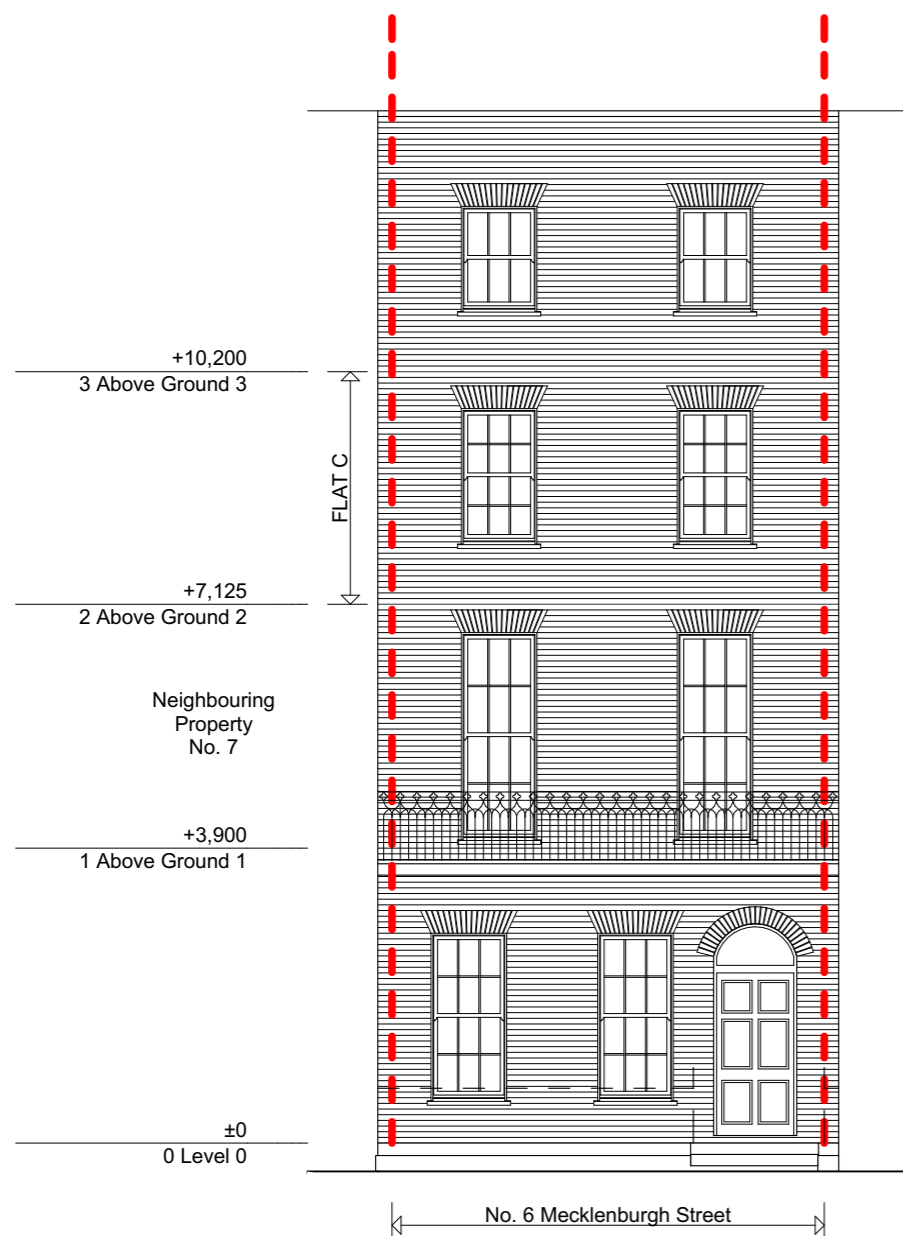 +10,200
3 Above Ground 3
FLAT C
+7,125
2 Above Ground 2
Neighbouring
Property
No. 7
+3,900
1 Above Ground 1
±0
0 Level 0
No. 6 Mecklenburgh Street